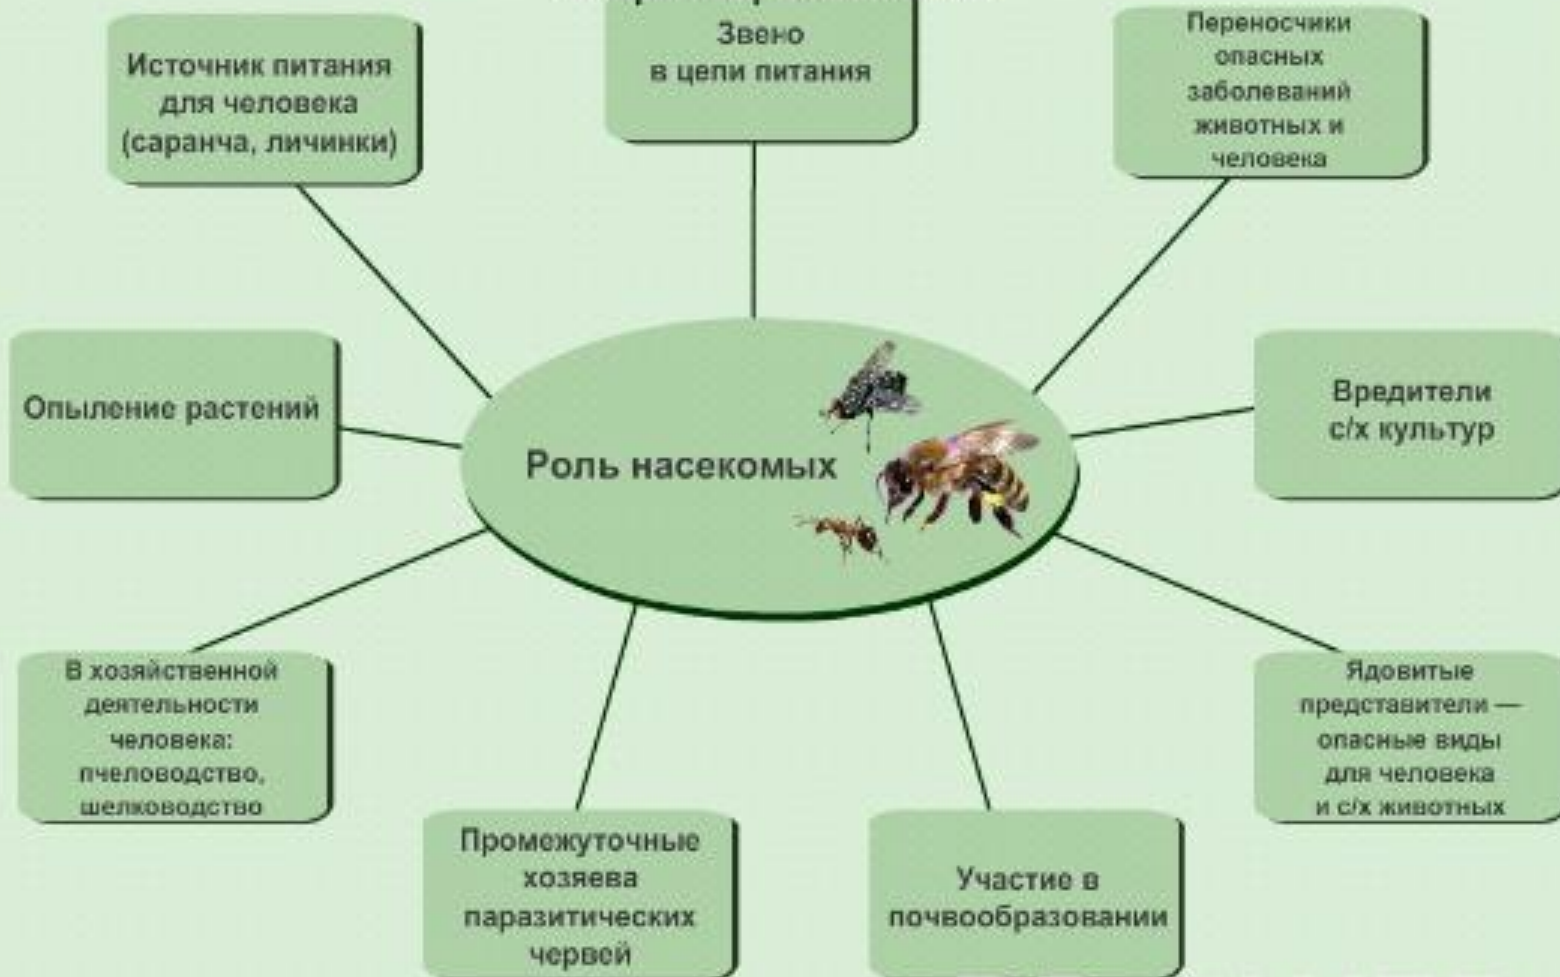 Звено
в цепи питания
Источник питания
для человека
(саранча, личинки)
Переносчики
опасных
заболеваний
животных и
человека
Опыление растений
Роль насекомых
Вредители
с/х культур
В хозяйственной
деятельности
человека:
пчеловодство,
шелководство
Ядовитые
представители —
опасные виды
для человека
и с/х животных
Промежуточные
хозяева
паразитических
червей
Участие в
почвообразовании